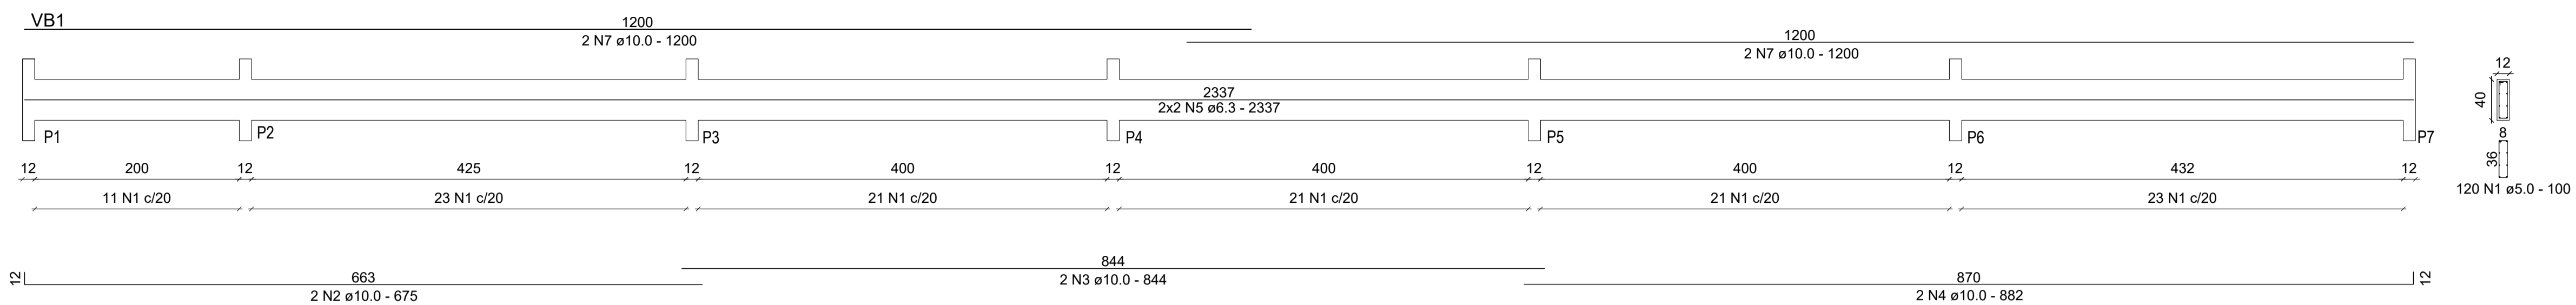 VB1
1200
2 N7 ø10.0 - 1200
1200
2 N7 ø10.0 - 1200
2337
2x2 N5 ø6.3 - 2337
P1 P2 P3 P4 P5 P6 P7
12 200 12 425 12 400 12 400 12 400 12 432 12
11 N1 c/20 23 N1 c/20 21 N1 c/20 21 N1 c/20 21 N1 c/20 23 N1 c/20
12
40
8
36
120 N1 ø5.0 - 100
844
2 N3 ø10.0 - 844
12 663
2 N2 ø10.0 - 675
870 12
2 N4 ø10.0 - 882